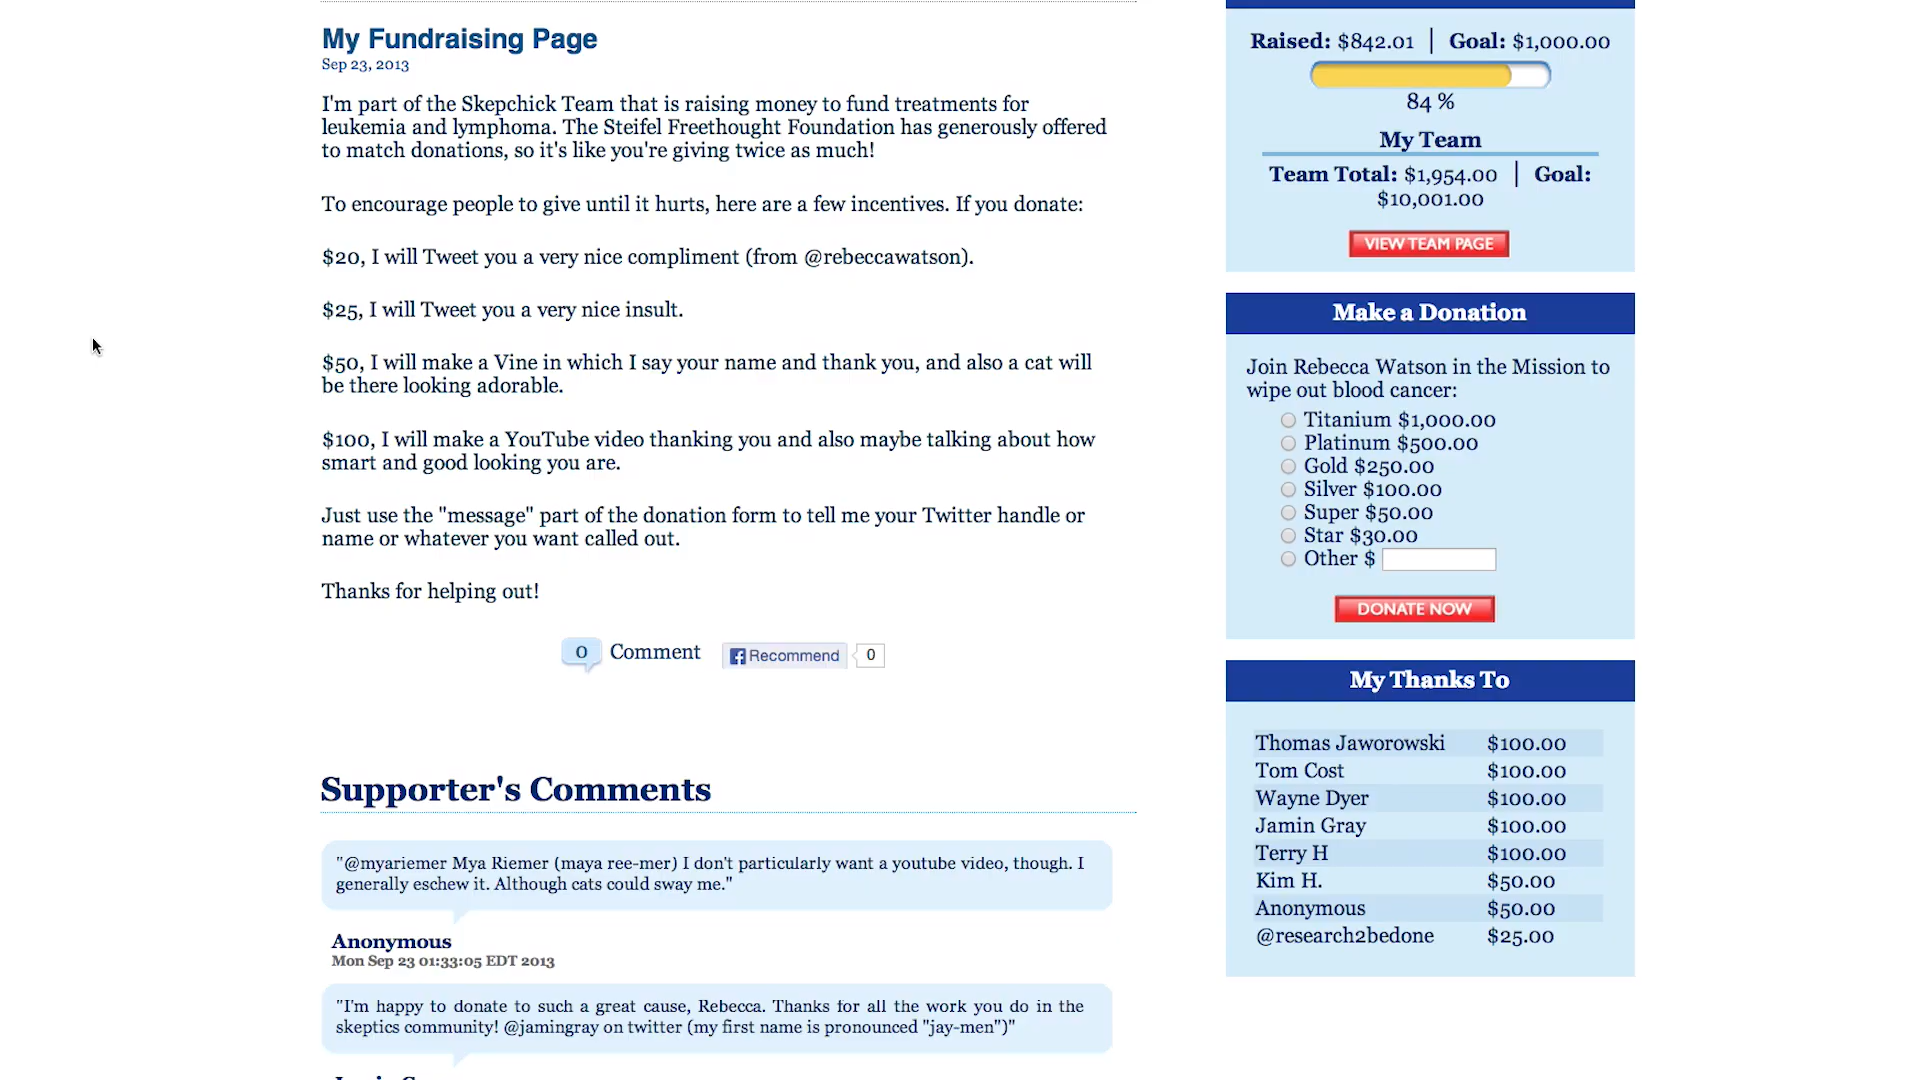 My Fundraising Page
Sep 23, 2013
I'm part of the Skepchick Team that is raising money to fund treatments for
leukemia and lymphoma. The Steifel Freethought Foundation has generously offered
to match donations, so it's like you're giving twice as much!
To encourage people to give until it hurts, here are a few incentives. If you donate:
$20, I will Tweet you a very nice compliment (from @rebeccawatson).
$25, I will Tweet you a very nice insult.
$50, I will make a Vine in which I say your name and thank you, and also a cat will
be there looking adorable.
$100, I will make a YouTube video thanking you and also maybe talking about how
smart and good looking you are.
Just use the "message" part of the donation form to tell me your Twitter handle or
name or whatever you want called out.
Thanks for helping out!
0 Comment Recommend 0
Supporter's Comments
"@myariemer Mya Riemer (maya ree-mer) I don't particularly want a youtube video, though. I
generally eschew it. Although cats could sway me."
Anonymous
Mon Sep 23 01:33:05 EDT 2013
"I'm happy to donate to such a great cause, Rebecca. Thanks for all the work you do in the
skeptics community! @jamingray on twitter (my first name is pronounced "jay-men")"
Raised: $842.01 | Goal: $1,000.00
84 %
My Team
Team Total: $1,954.00 | Goal:
$10,001.00
VIEW TEAM PAGE
Make a Donation
Join Rebecca Watson in the Mission to
wipe out blood cancer:
Titanium $1,000.00
Platinum $500.00
Gold $250.00
Silver $100.00
Super $50.00
Star $30.00
Other $
DONATE NOW
My Thanks To
Thomas Jaworowski $100.00
Tom Cost $100.00
Wayne Dyer $100.00
Jamin Gray $100.00
Terry H $100.00
Kim H. $50.00
Anonymous $50.00
@research2bedone $25.00